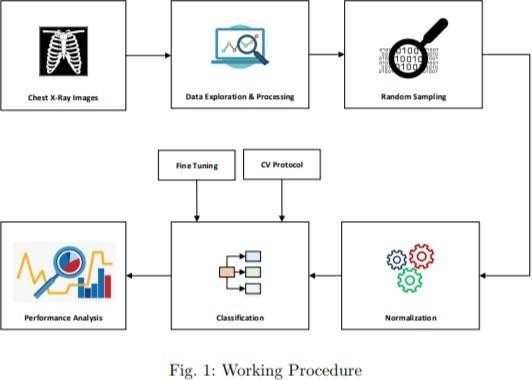 Chest X-Ray Images
Data Exploration & Processing
Random Sampling
Fine Tuning
CV Protocol
Performance Analysis
Classification
Normalization
Fig. 1: Working Procedure